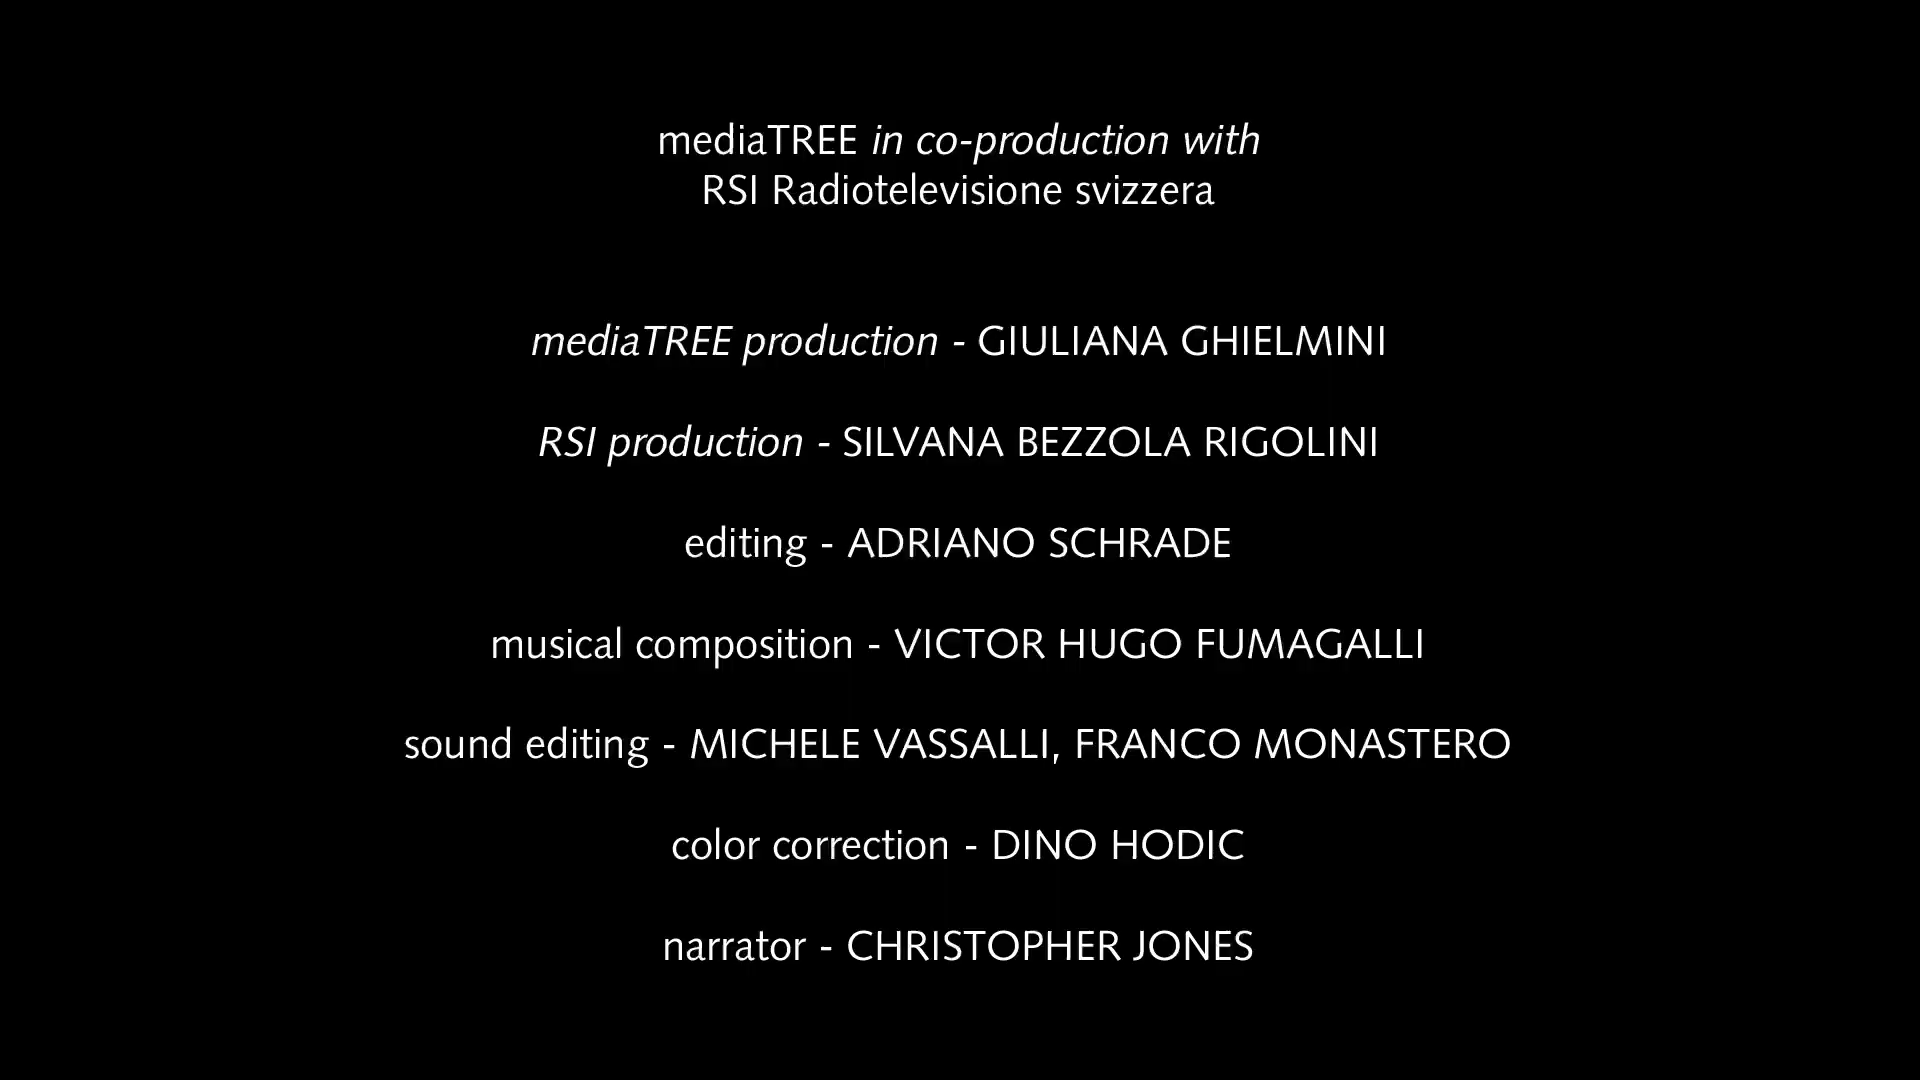 mediaTREE in co-production with
RSI Radiotelevisione svizzera
mediaTREE production - GIULIANA GHIELMINI
RSI production - SILVANA BEZZOLA RIGOLINI
editing - ADRIANO SCHRADE
musical composition - VICTOR HUGO FUMAGALLI
sound editing - MICHELE VASSALLI, FRANCO MONASTERO
color correction - DINO HODIC
narrator - CHRISTOPHER JONES